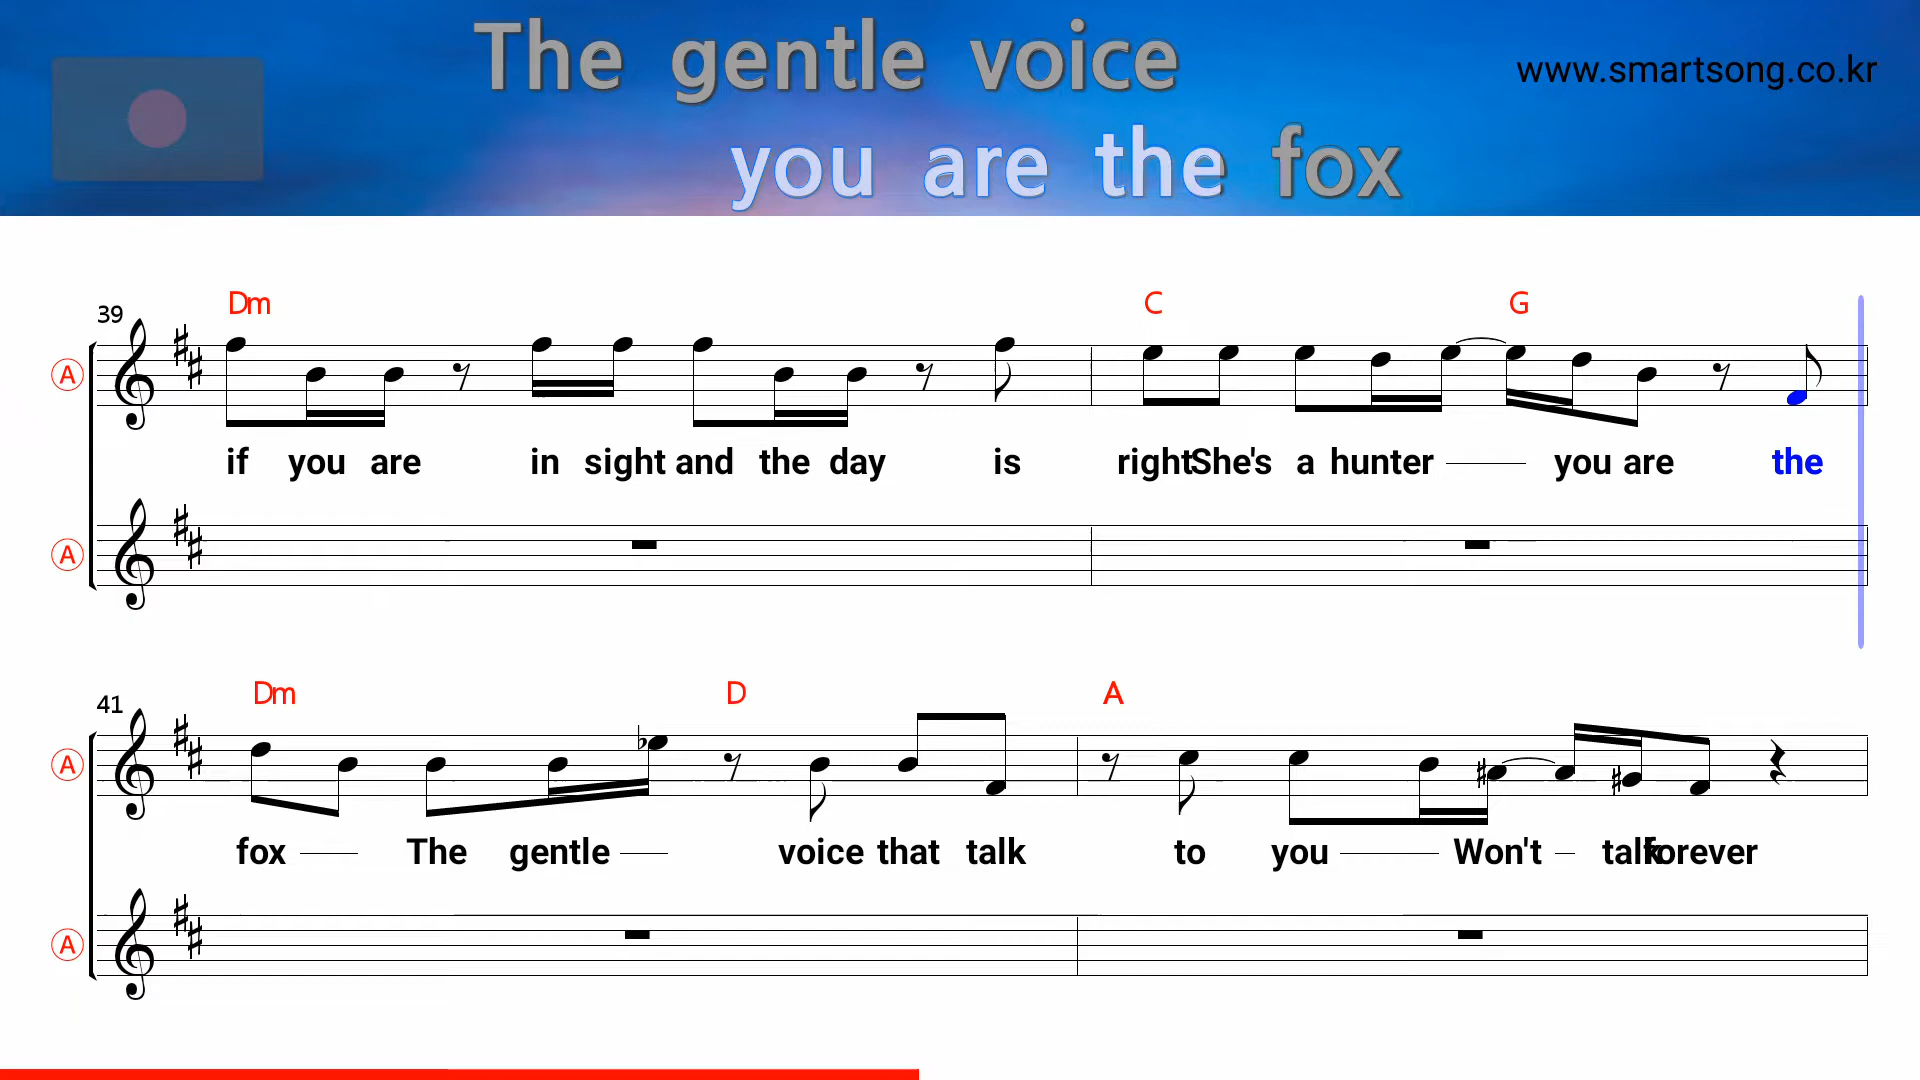 The gentle voice
www.smartsong.co.kr
you are the fox
39 Dm C G
A
if you are in sight and the day is right She's a hunter you are the
A
41 Dm D A
A
fox The gentle voice that talk to you Won't talk forever
A